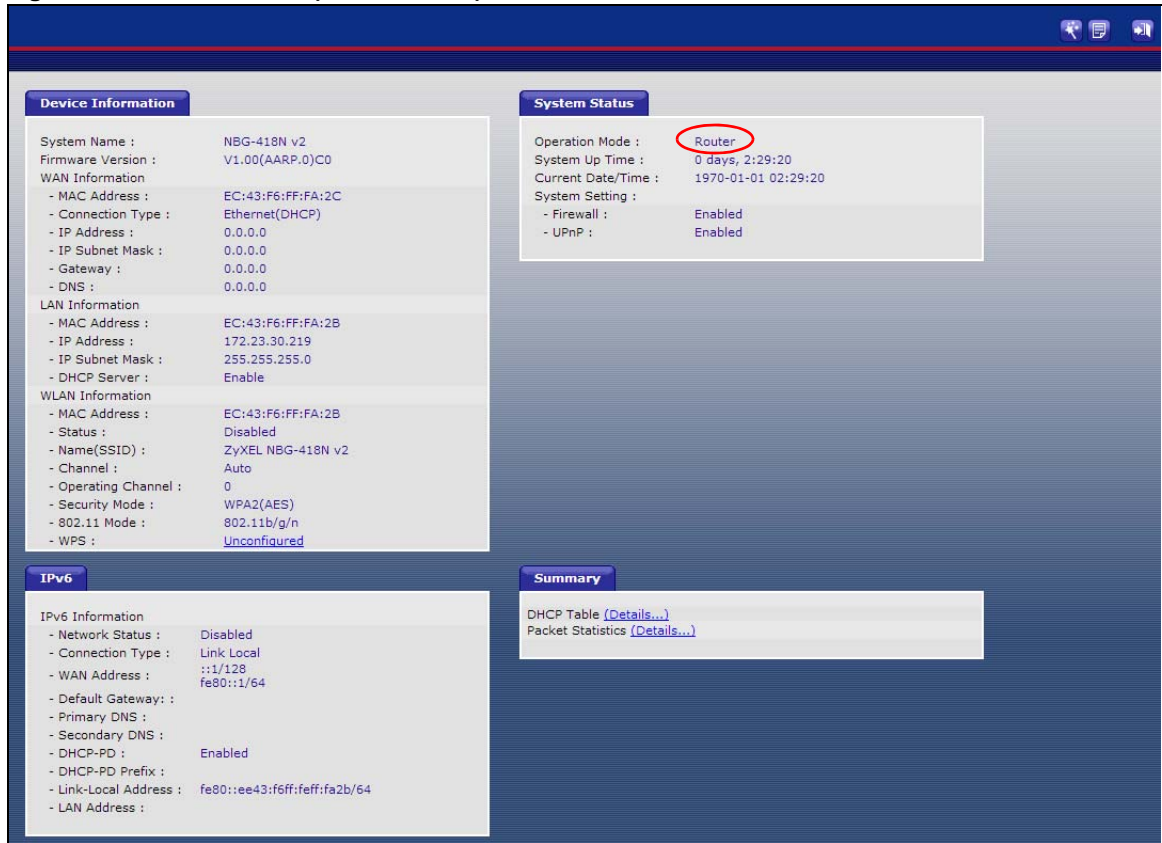 Device Information
System Name : NBG-418N v2
Firmware Version : V1.00(AARP.0)C0
WAN Information
- MAC Address : EC:43:F6:FF:FA:2C
- Connection Type : Ethernet(DHCP)
- IP Address : 0.0.0.0
- IP Subnet Mask : 0.0.0.0
- Gateway : 0.0.0.0
- DNS : 0.0.0.0
LAN Information
- MAC Address : EC:43:F6:FF:FA:2B
- IP Address : 172.23.30.219
- IP Subnet Mask : 255.255.255.0
- DHCP Server : Enable
WLAN Information
- MAC Address : EC:43:F6:FF:FA:2B
- Status : Disabled
- Name(SSID) : ZyXEL NBG-418N v2
- Channel : Auto
- Operating Channel : 0
- Security Mode : WPA2(AES)
- 802.11 Mode : 802.11b/g/n
- WPS : Unconfigured
System Status
Operation Mode : Router
System Up Time : 0 days, 2:29:20
Current Date/Time : 1970-01-01 02:29:20
System Setting :
- Firewall : Enabled
- UPnP : Enabled
IPv6
IPv6 Information
- Network Status : Disabled
- Connection Type : Link Local
- WAN Address : ::1/128
fe80::1/64
- Default Gateway: :
- Primary DNS :
- Secondary DNS :
- DHCP-PD : Enabled
- DHCP-PD Prefix :
- Link-Local Address : fe80::ee43:f6ff:feff:fa2b/64
- LAN Address :
Summary
DHCP Table (Details...)
Packet Statistics (Details...)